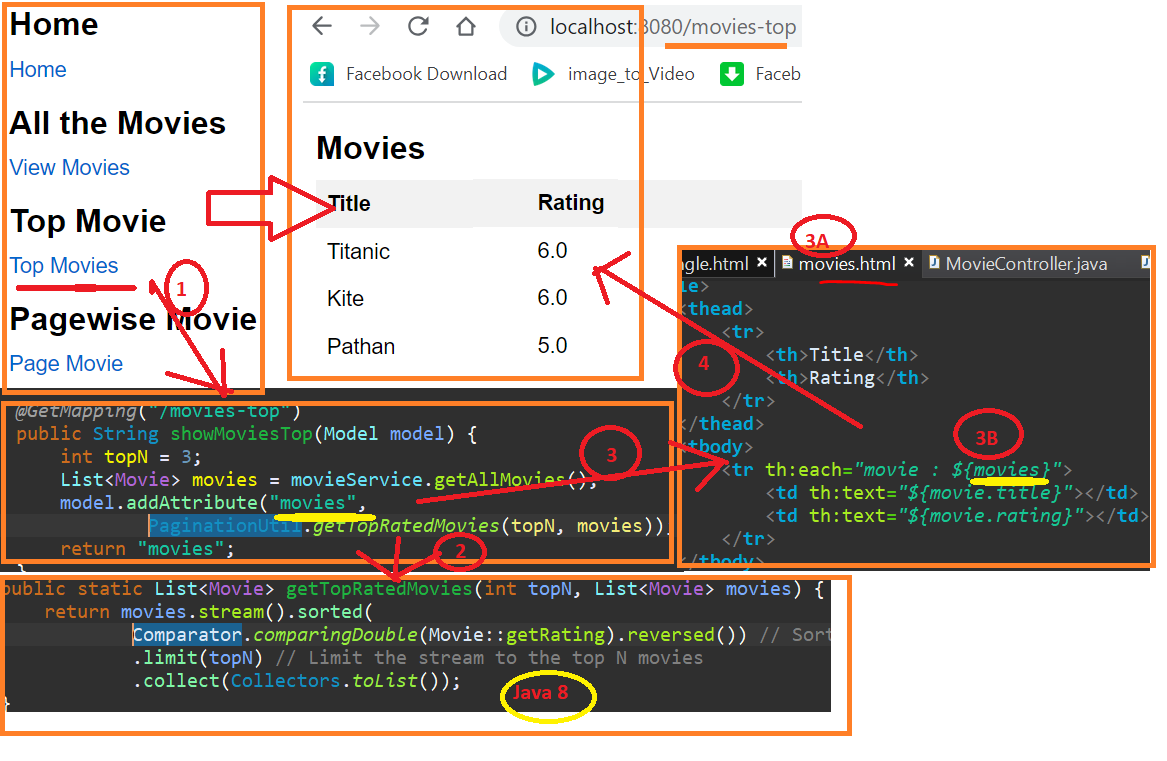 Home
Home
All the Movies
View Movies
Top Movie
Top Movies
1
Pagewise Movie
Page Movie
localhost:8080/movies-top
Facebook Download
image_to_Video
Faceb
Movies
Title Rating
Titanic 6.0
Kite 6.0
Pathan 5.0
3A
ngle.html
movies.html
MovieController.java
le>
<thead>
<tr>
<th>Title</th>
<th>Rating</th>
</tr>
</thead>
<tbody>
<tr th:each="movie : ${movies}">
<td th:text="${movie.title}"></td>
<td th:text="${movie.rating}"></td>
</tr>
</tbody>
4
3B
@GetMapping("/movies-top")
public String showMoviesTop(Model model) {
int topN = 3;
List<Movie> movies = movieService.getAllMovies();
model.addAttribute("movies",
PaginationUtil.getTopRatedMovies(topN, movies));
return "movies";
}
3
2
public static List<Movie> getTopRatedMovies(int topN, List<Movie> movies) {
return movies.stream().sorted(
Comparator.comparingDouble(Movie::getRating).reversed()) // Sort
.limit(topN) // Limit the stream to the top N movies
.collect(Collectors.toList());
}
Java 8